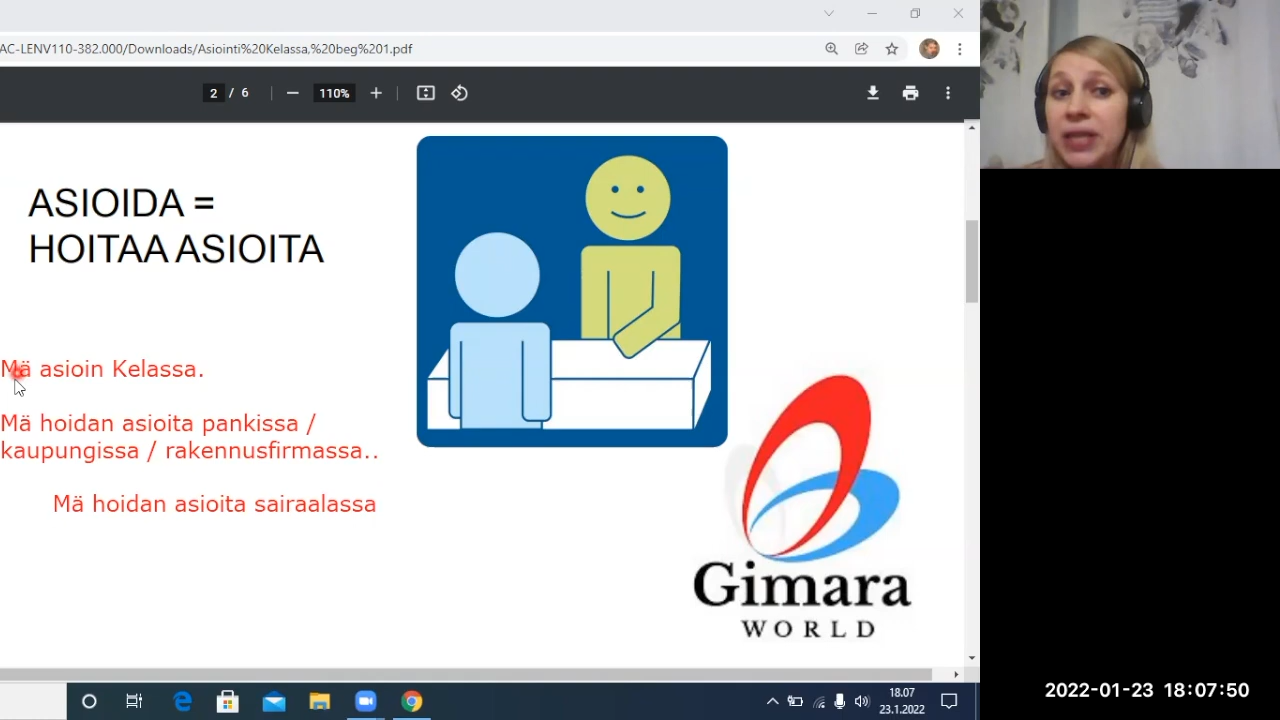 AC-LENV110-382.000/Downloads/Asiointi%20Kelassa,%20beg%201.pdf
2 / 6
110%
ASIOIDA =
HOITAA ASIOITA
Mä asioin Kelassa.
Mä hoidan asioita pankissa /
kaupungissa / rakennusfirmassa..
Mä hoidan asioita sairaalassa
Gimara
WORLD
18.07
23.1.2022
2022-01-23 18:07:50